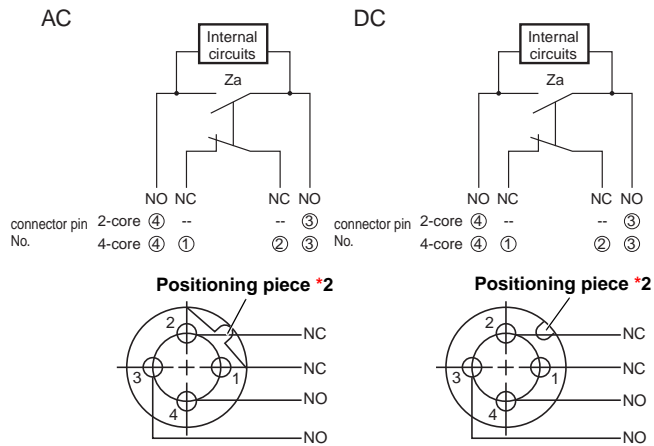 AC
DC
Internal circuits
Internal circuits
Za
Za
NO NC NC NO
NO NC NC NO
connector pin No.
2-core ④ -- -- ③
4-core ④ ① ② ③
connector pin No.
2-core ④ -- -- ③
4-core ④ ① ② ③
Positioning piece *2
Positioning piece *2
2
NC
3
1
NC
4
NO
NO
2
NC
3
1
NC
4
NO
NO